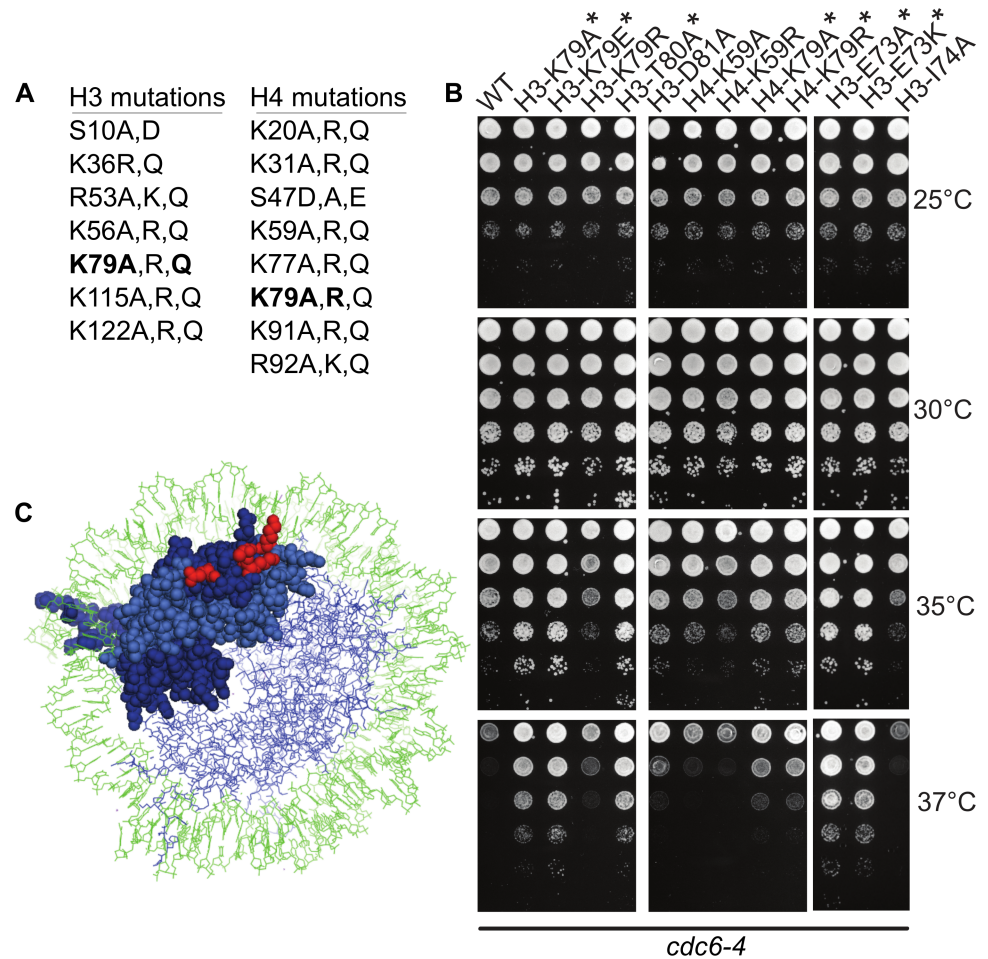 A
H3 mutations
S10A,D
K36R,Q
R53A,K,Q
K56A,R,Q
K79A,R,Q
K115A,R,Q
K122A,R,Q
H4 mutations
K20A,R,Q
K31A,R,Q
S47D,A,E
K59A,R,Q
K77A,R,Q
K79A,R,Q
K91A,R,Q
R92A,K,Q
B
WT
H3-K79A*
H3-K79E*
H3-K79R
H3-T80A*
H3-D81A
H4-K59A
H4-K59R
H4-K79A*
H4-K79R*
H3-E73A*
H3-E73K*
H3-I74A
25°C
30°C
35°C
37°C
cdc6-4
C